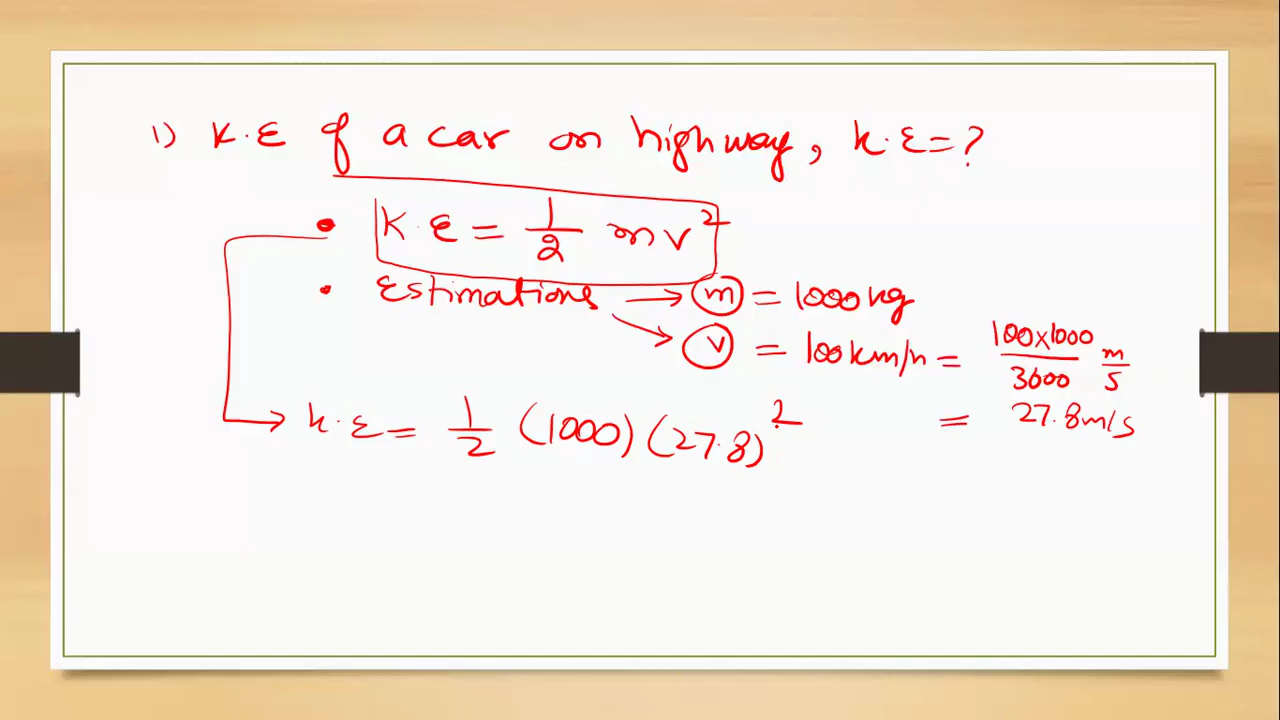 1) K.E of a car on highway, K.E=?
• K.E = 1/2 mv²
• Estimations → m = 1000 kg
→ v = 100 km/h = 100x1000/3600 m/s
= 27.8 m/s
K.E = 1/2 (1000) (27.8)²